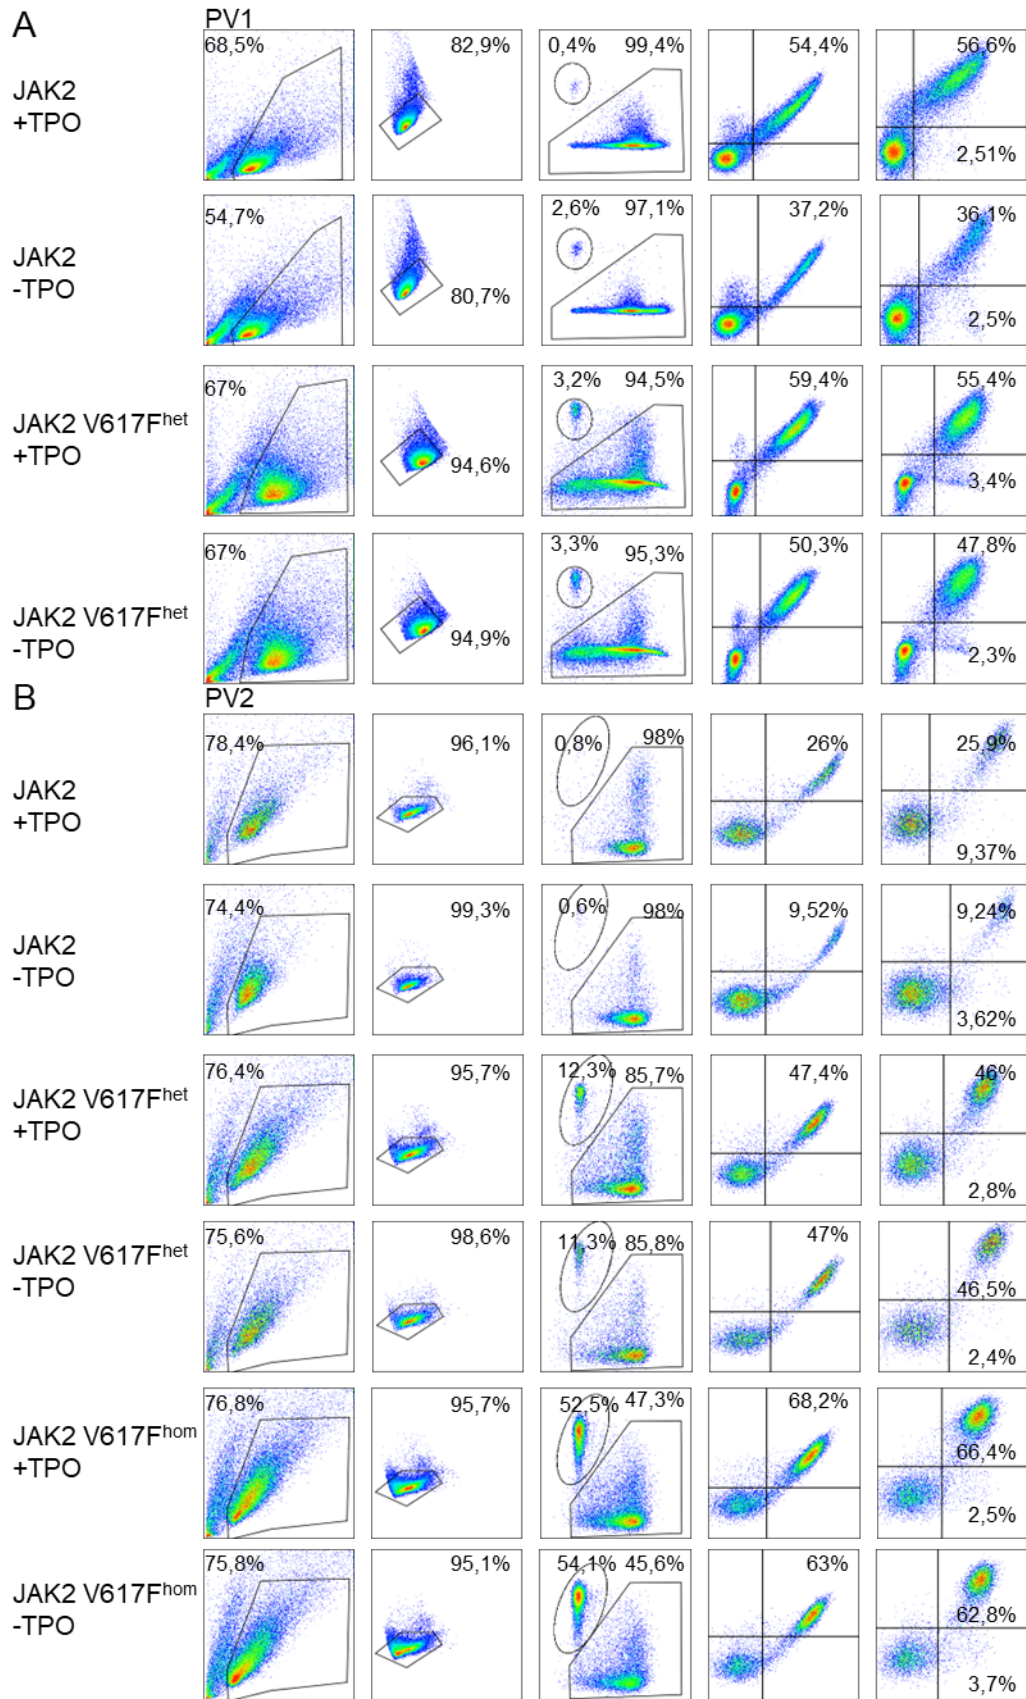 A
PV1
JAK2
+TPO
68,5% 82,9% 0,4% 99,4% 54,4% 56,6%
2,51%
JAK2
-TPO
54,7% 80,7% 2,6% 97,1% 37,2% 36,1%
2,5%
JAK2 V617Fhet
+TPO
67% 94,6% 3,2% 94,5% 59,4% 55,4%
3,4%
JAK2 V617Fhet
-TPO
67% 94,9% 3,3% 95,3% 50,3% 47,8%
2,3%
B
PV2
JAK2
+TPO
78,4% 96,1% 0,8% 98% 26% 25,9%
9,37%
JAK2
-TPO
74,4% 99,3% 0,6% 98% 9,52% 9,24%
3,62%
JAK2 V617Fhet
+TPO
76,4% 95,7% 12,3% 85,7% 47,4% 46%
2,8%
JAK2 V617Fhet
-TPO
75,6% 98,6% 11,3% 85,8% 47% 46,5%
2,4%
JAK2 V617Fhom
+TPO
76,8% 95,7% 52,5% 47,3% 68,2% 66,4%
2,5%
JAK2 V617Fhom
-TPO
75,8% 95,1% 54,1% 45,6% 63% 62,8%
3,7%